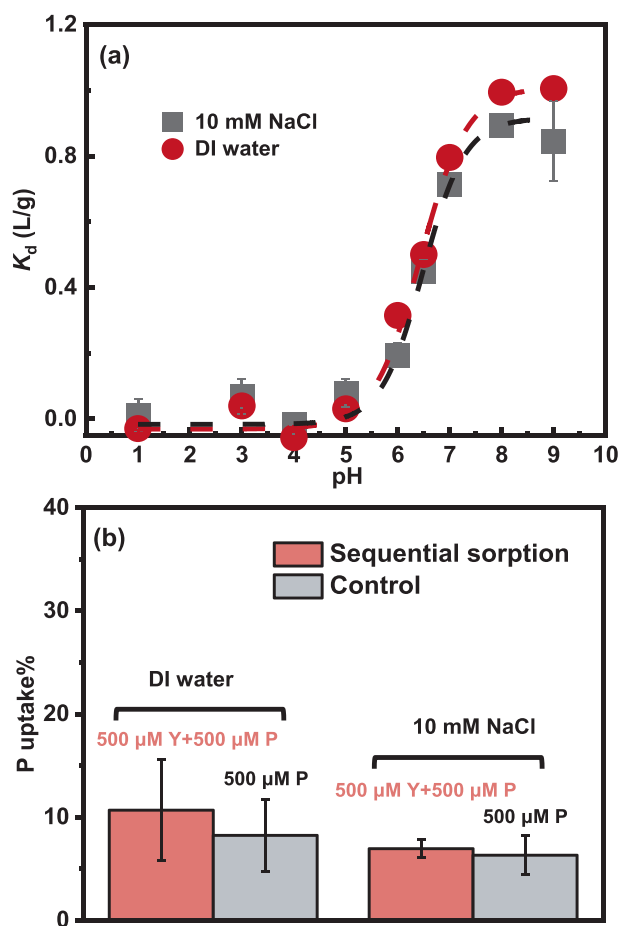 (a)
10 mM NaCl
DI water
Kd (L/g)
1.2
0.8
0.4
0.0
0 1 2 3 4 5 6 7 8 9 10
pH
(b)
Sequential sorption
Control
P uptake%
40
30
20
10
0
DI water
500 µM Y+500 µM P
500 µM P
10 mM NaCl
500 µM Y+500 µM P
500 µM P